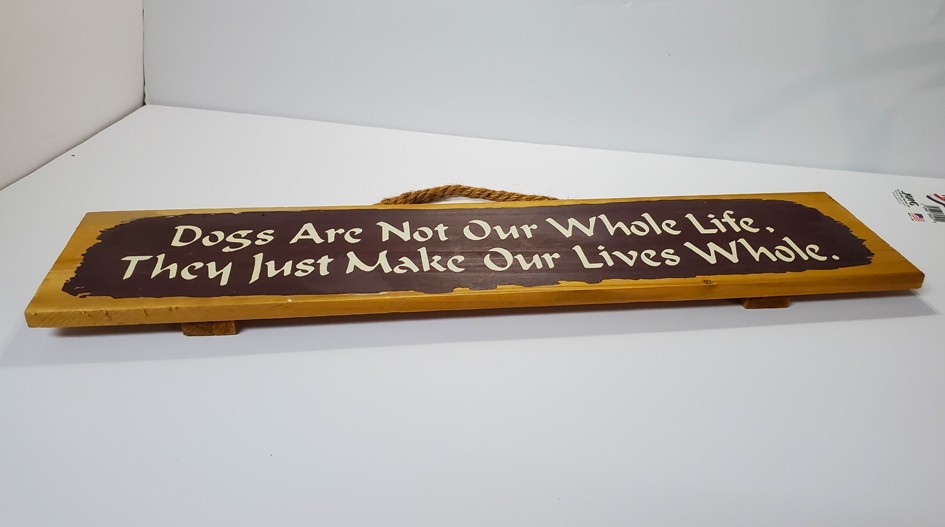 Dogs Are Not Our Whole Life.
They Just Make Our Lives Whole.